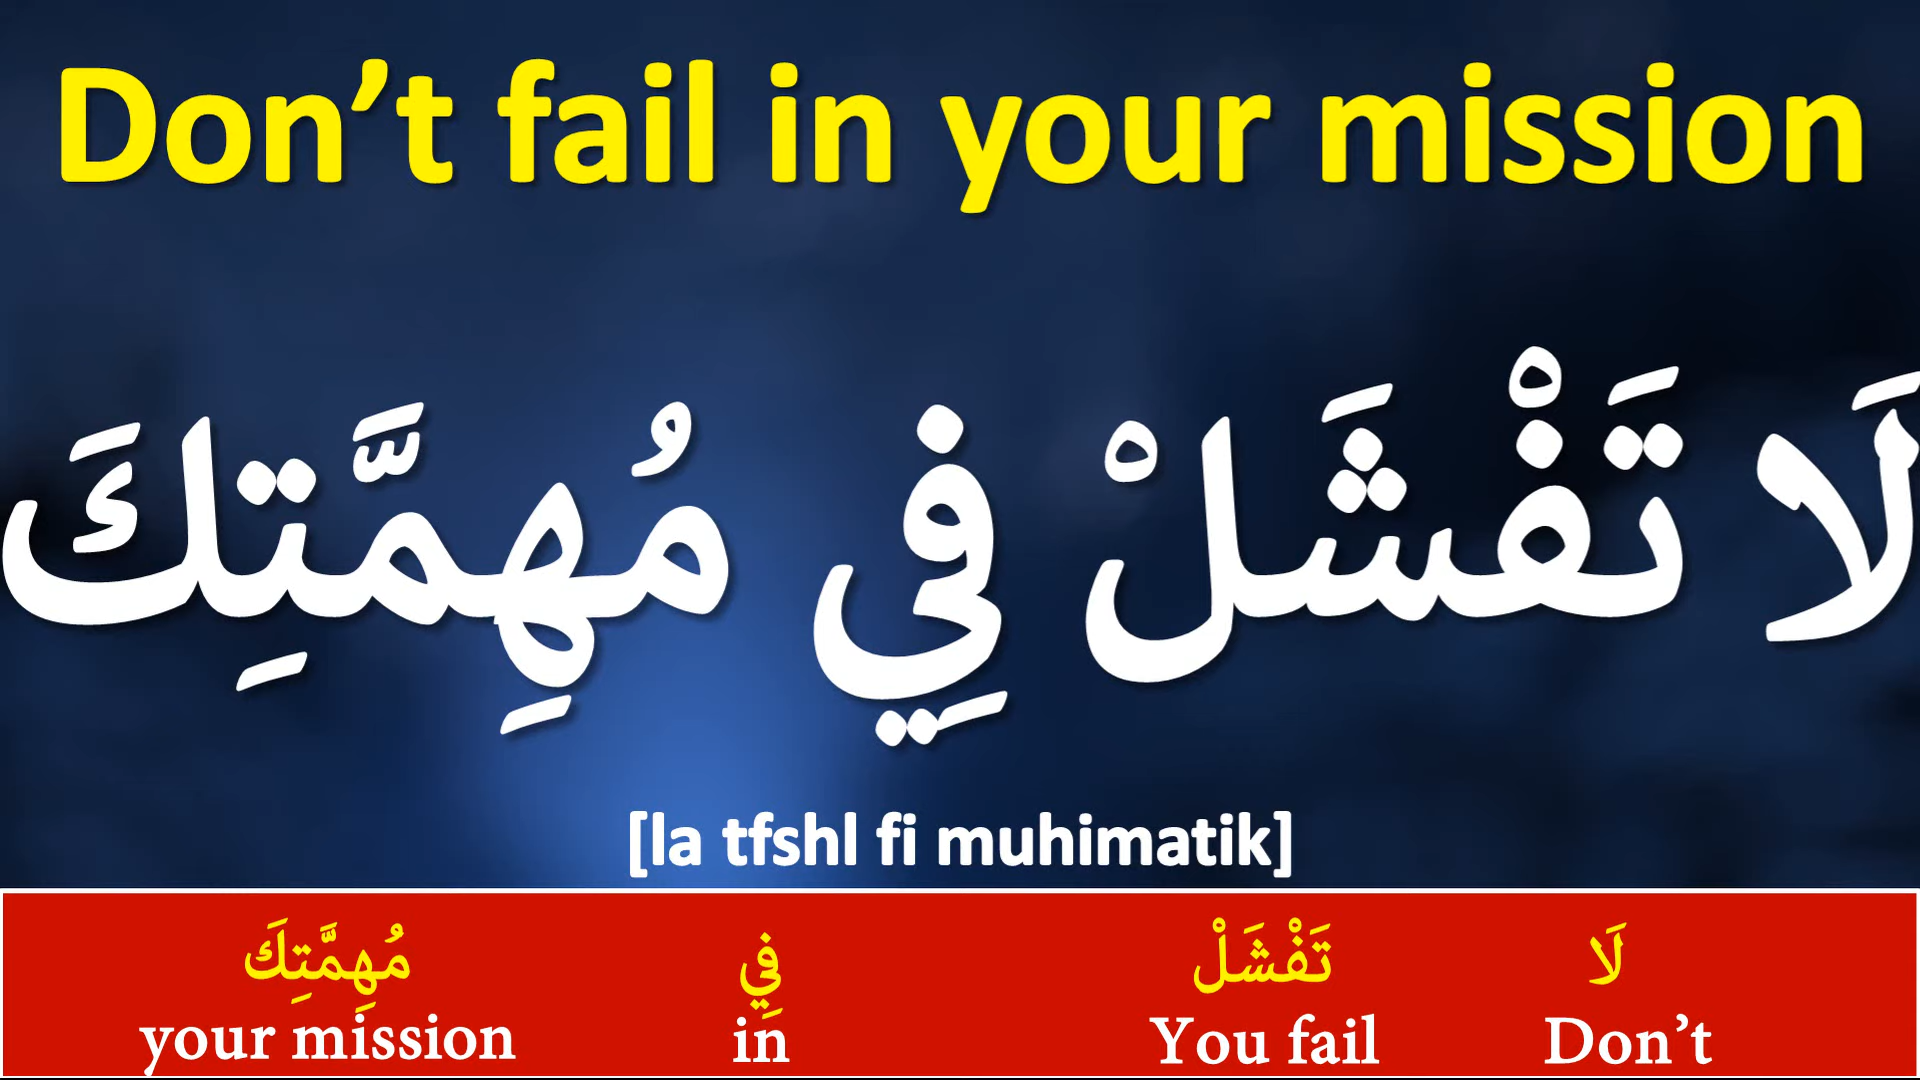 Don’t fail in your mission
لَا تَفْشَلْ فِي مُهِمَّتِكَ
[la tfshl fi muhimatik]
لَا تَفْشَلْ فِي مُهِمَّتِكَ
your mission in You fail Don’t